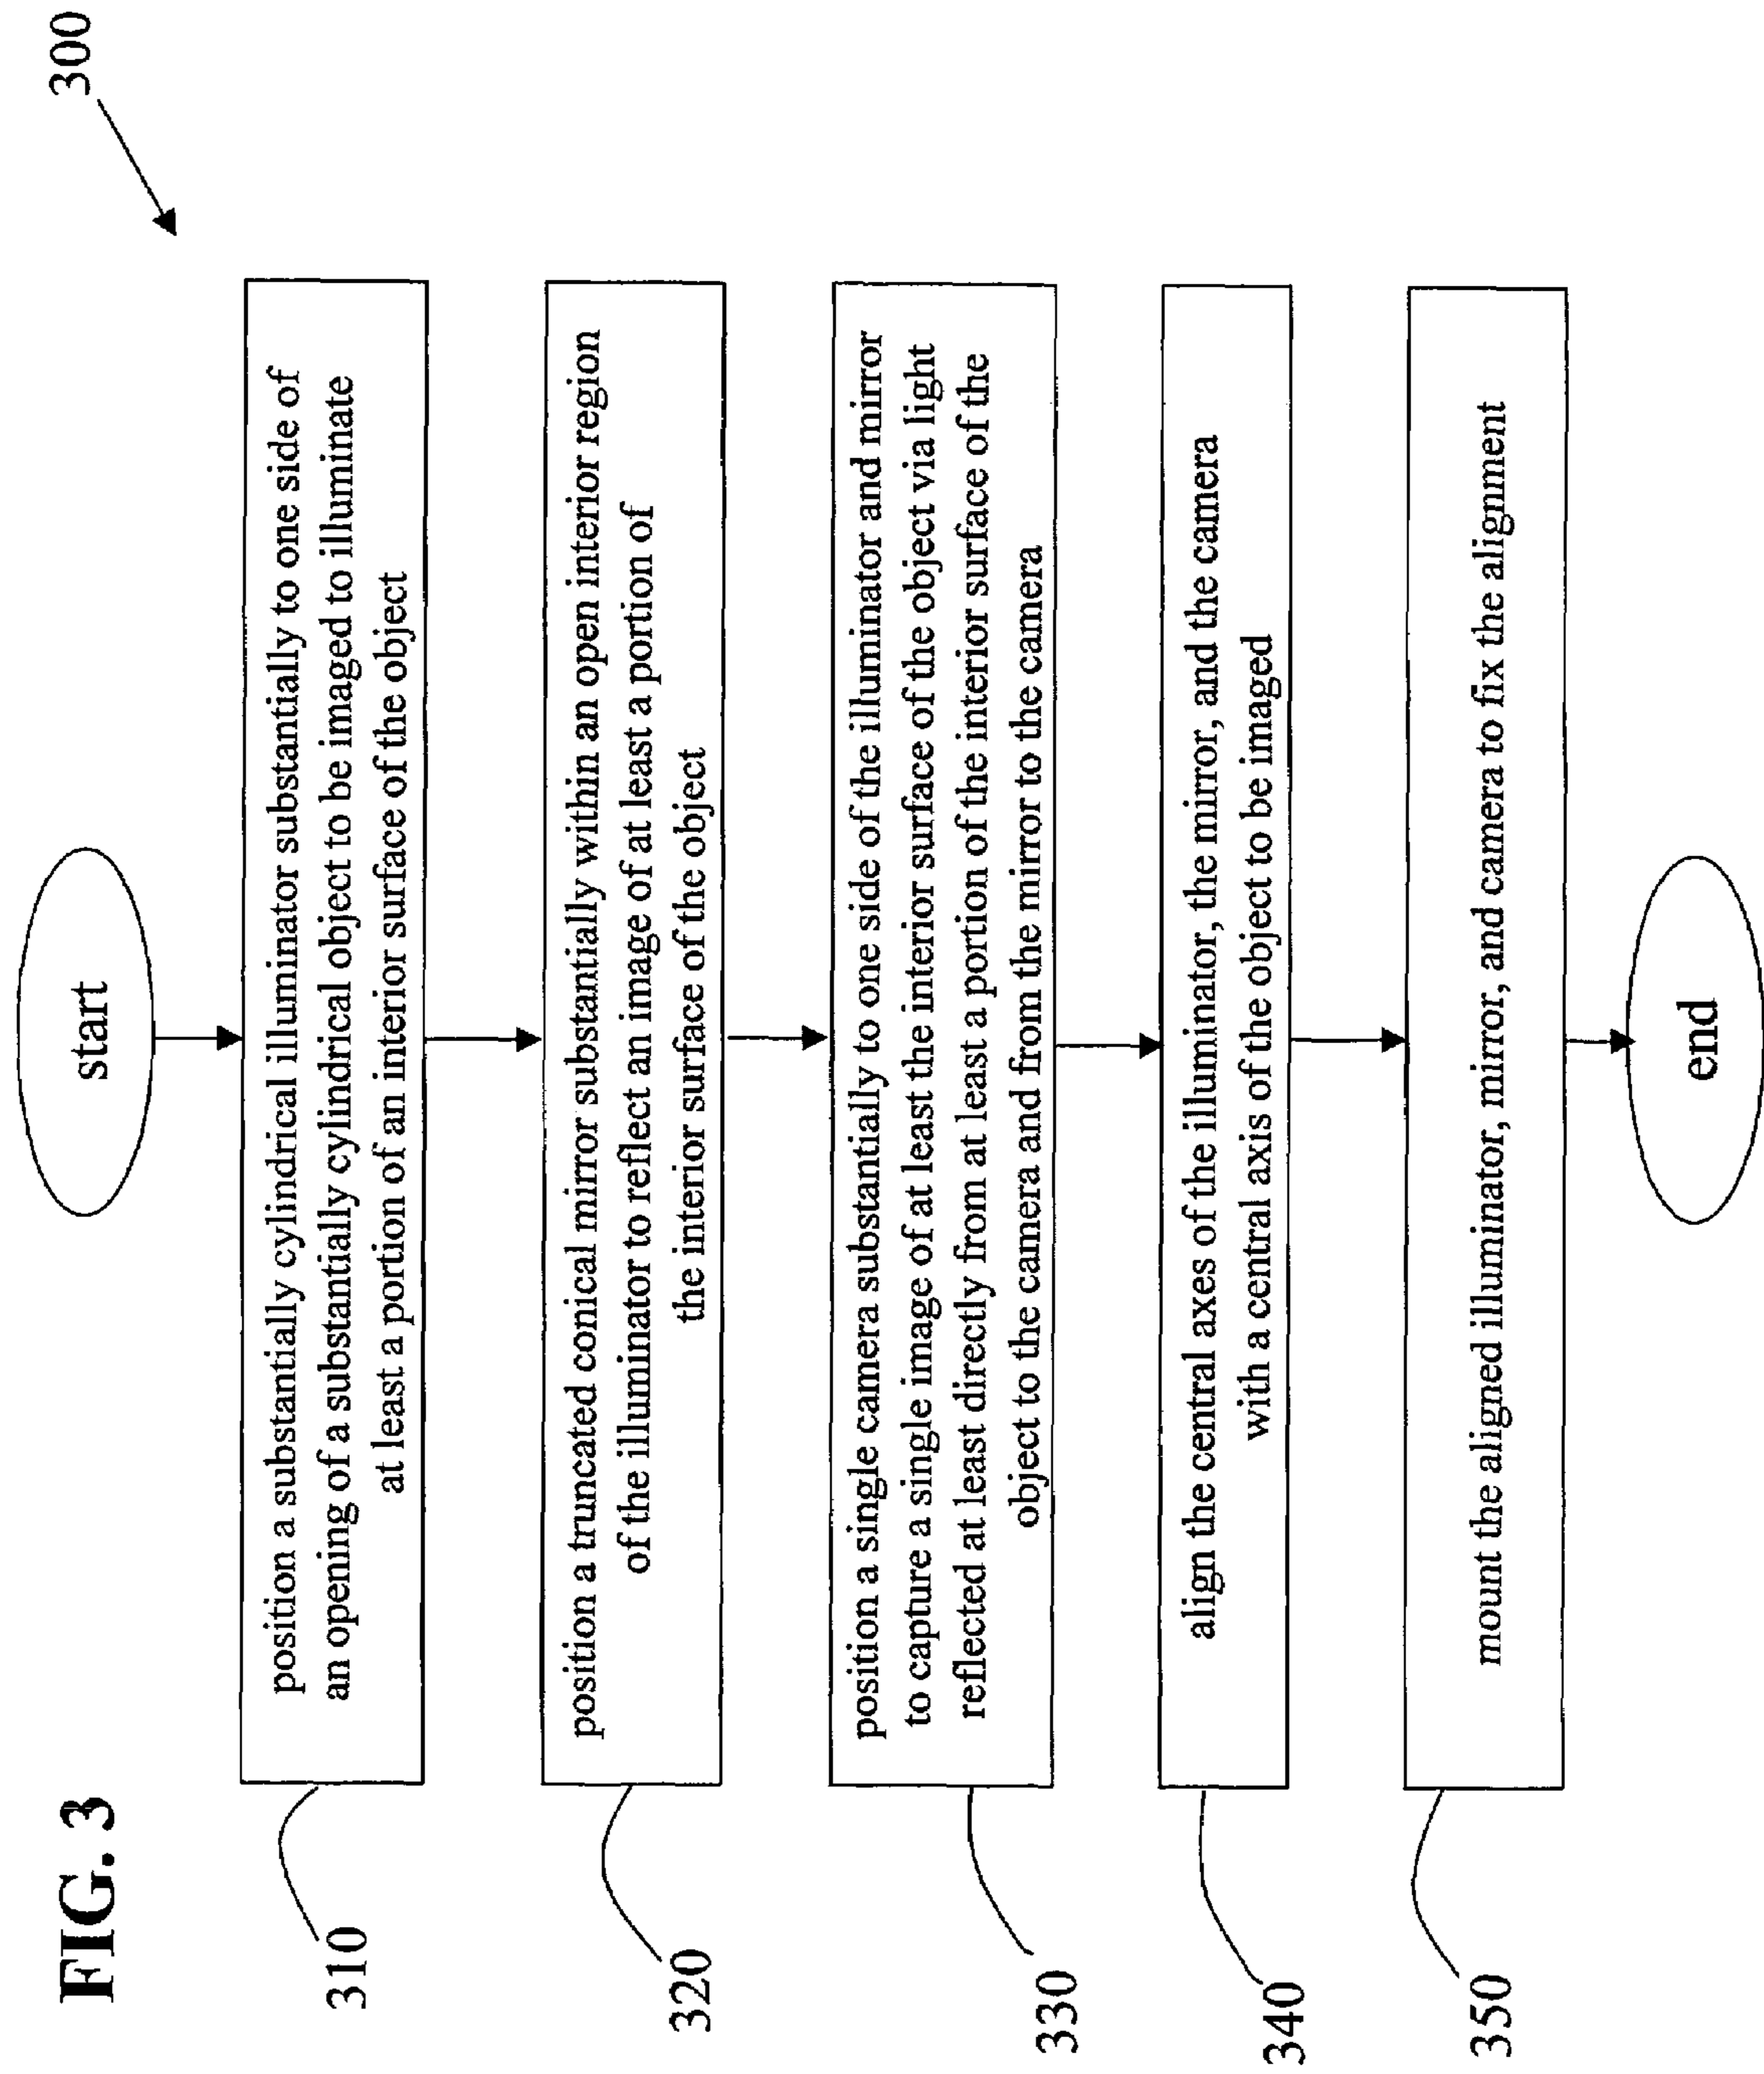 FIG. 3
300
start
310
position a substantially cylindrical illuminator substantially to one side of
an opening of a substantially cylindrical object to be imaged to illuminate
at least a portion of an interior surface of the object
320
position a truncated conical mirror substantially within an open interior region
of the illuminator to reflect an image of at least a portion of
the interior surface of the object
330
position a single camera substantially to one side of the illuminator and mirror
to capture a single image of at least the interior surface of the object via light
reflected at least directly from at least a portion of the interior surface of the
object to the camera and from the mirror to the camera
340
align the central axes of the illuminator, the mirror, and the camera
with a central axis of the object to be imaged
350
mount the aligned illuminator, mirror, and camera to fix the alignment
end